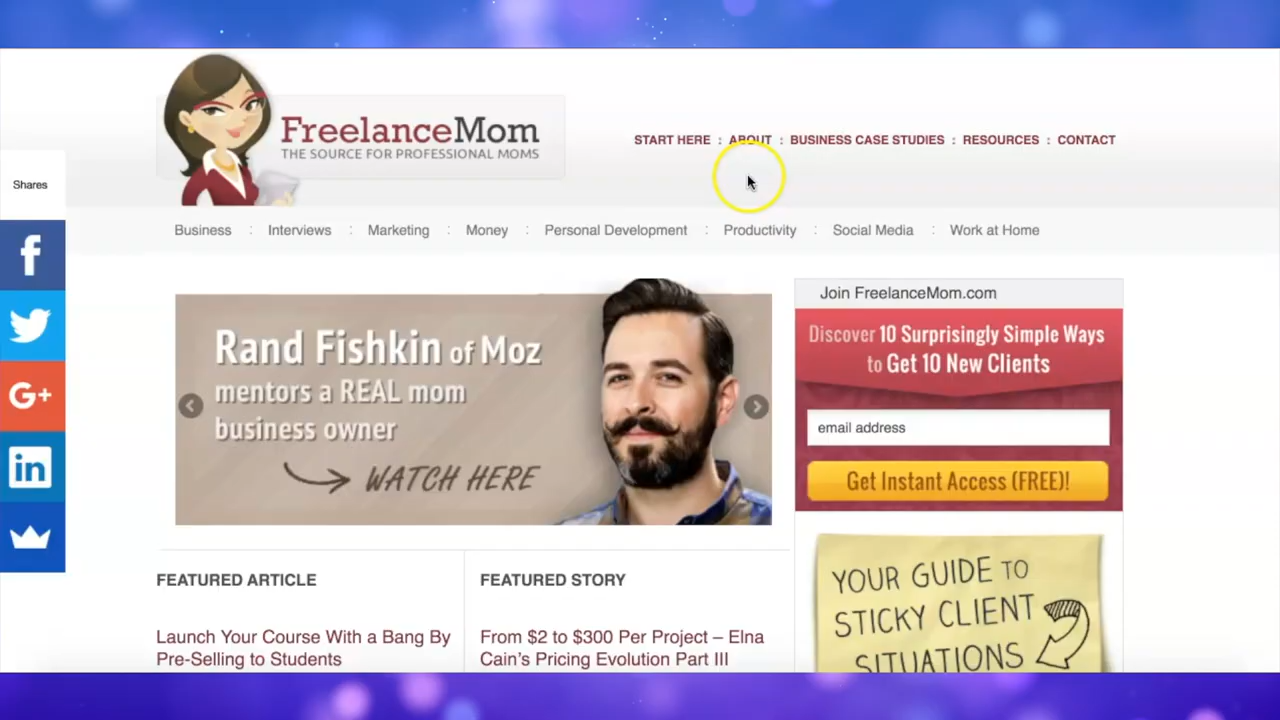 FreelanceMom
THE SOURCE FOR PROFESSIONAL MOMS
START HERE : ABOUT : BUSINESS CASE STUDIES : RESOURCES : CONTACT
Shares
Business : Interviews : Marketing : Money : Personal Development : Productivity : Social Media : Work at Home
Rand Fishkin of Moz
mentors a REAL mom
business owner
WATCH HERE
Join FreelanceMom.com
Discover 10 Surprisingly Simple Ways
to Get 10 New Clients
email address
Get Instant Access (FREE)!
YOUR GUIDE TO
STICKY CLIENT
SITUATIONS
FEATURED ARTICLE
Launch Your Course With a Bang By
Pre-Selling to Students
FEATURED STORY
From $2 to $300 Per Project – Elna
Cain's Pricing Evolution Part III